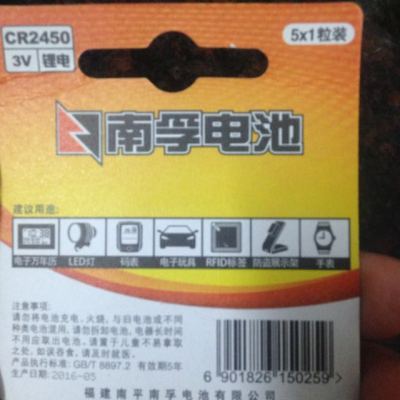 CR2450
3V 锂电
5x1粒装
南孚电池
建议用途:
电子万年历 LED灯 码表 电子玩具 RFID标签 防盗展示架 手表
注意事项:
请勿将电池充电、火烧、与旧电池或不同
种类电池混用。请勿拆卸电池。电器长时间
不用应取出电池。请置于儿童不易拿取
之处。如误吞食,请及时就医。
产品执行标准: GB/T 8897.2 有效期5年
生产日期: 2016-05
6 901826 150259 >
福建南平南孚电池有限公司